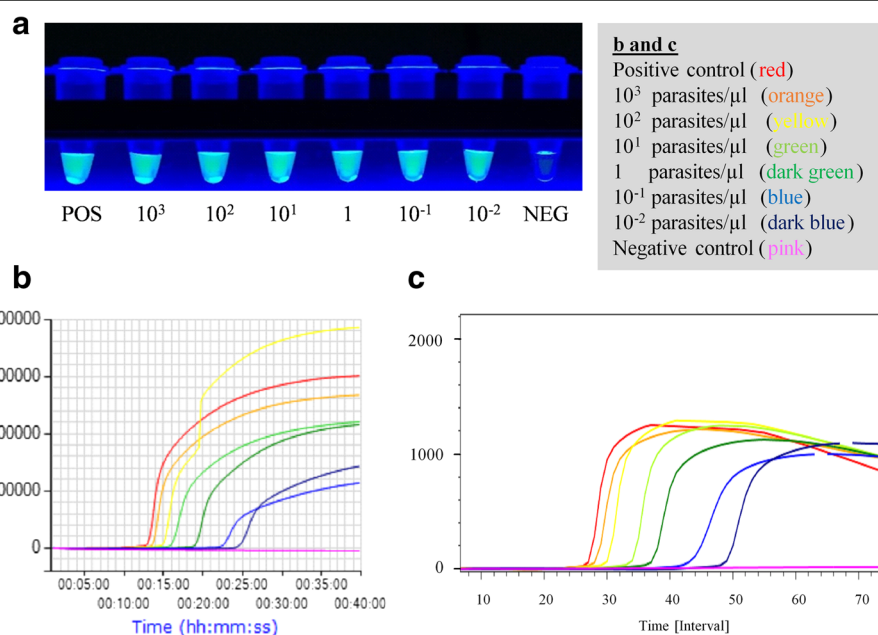 a
POS 10³ 10² 10¹ 1 10⁻¹ 10⁻² NEG
b and c
Positive control (red)
10³ parasites/µl (orange)
10² parasites/µl (yellow)
10¹ parasites/µl (green)
1 parasites/µl (dark green)
10⁻¹ parasites/µl (blue)
10⁻² parasites/µl (dark blue)
Negative control (pink)
b
0
00:05:00 00:15:00 00:25:00 00:35:00
00:10:00 00:20:00 00:30:00 00:40:00
Time (hh:mm:ss)
c
2000
1000
0
10 20 30 40 50 60 70
Time [Interval]